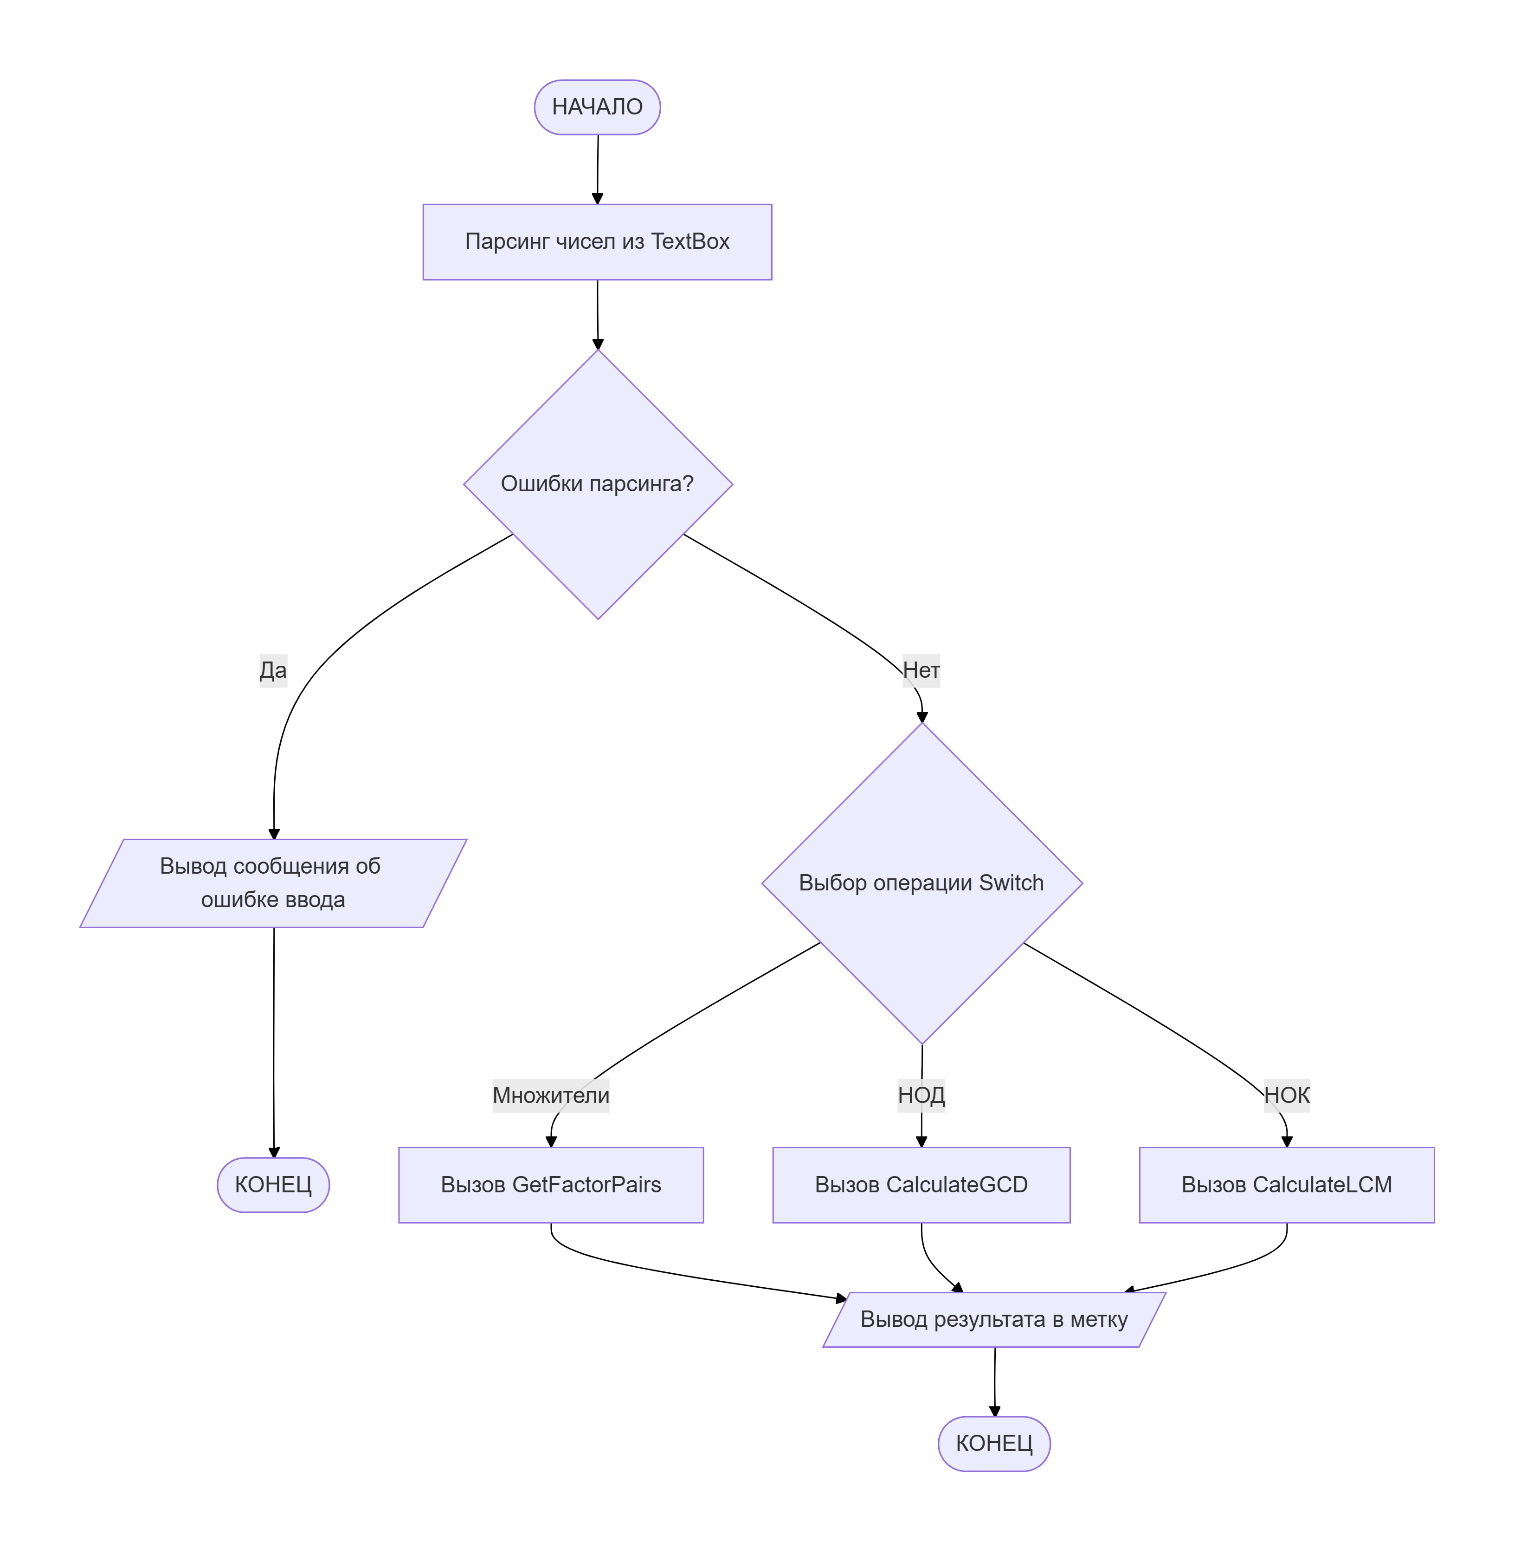 НАЧАЛО
Парсинг чисел из TextBox
Ошибки парсинга?
Да
Нет
Вывод сообщения об
ошибке ввода
Выбор операции Switch
Множители
НОД
НОК
КОНЕЦ
Вызов GetFactorPairs
Вызов CalculateGCD
Вызов CalculateLCM
Вывод результата в метку
КОНЕЦ